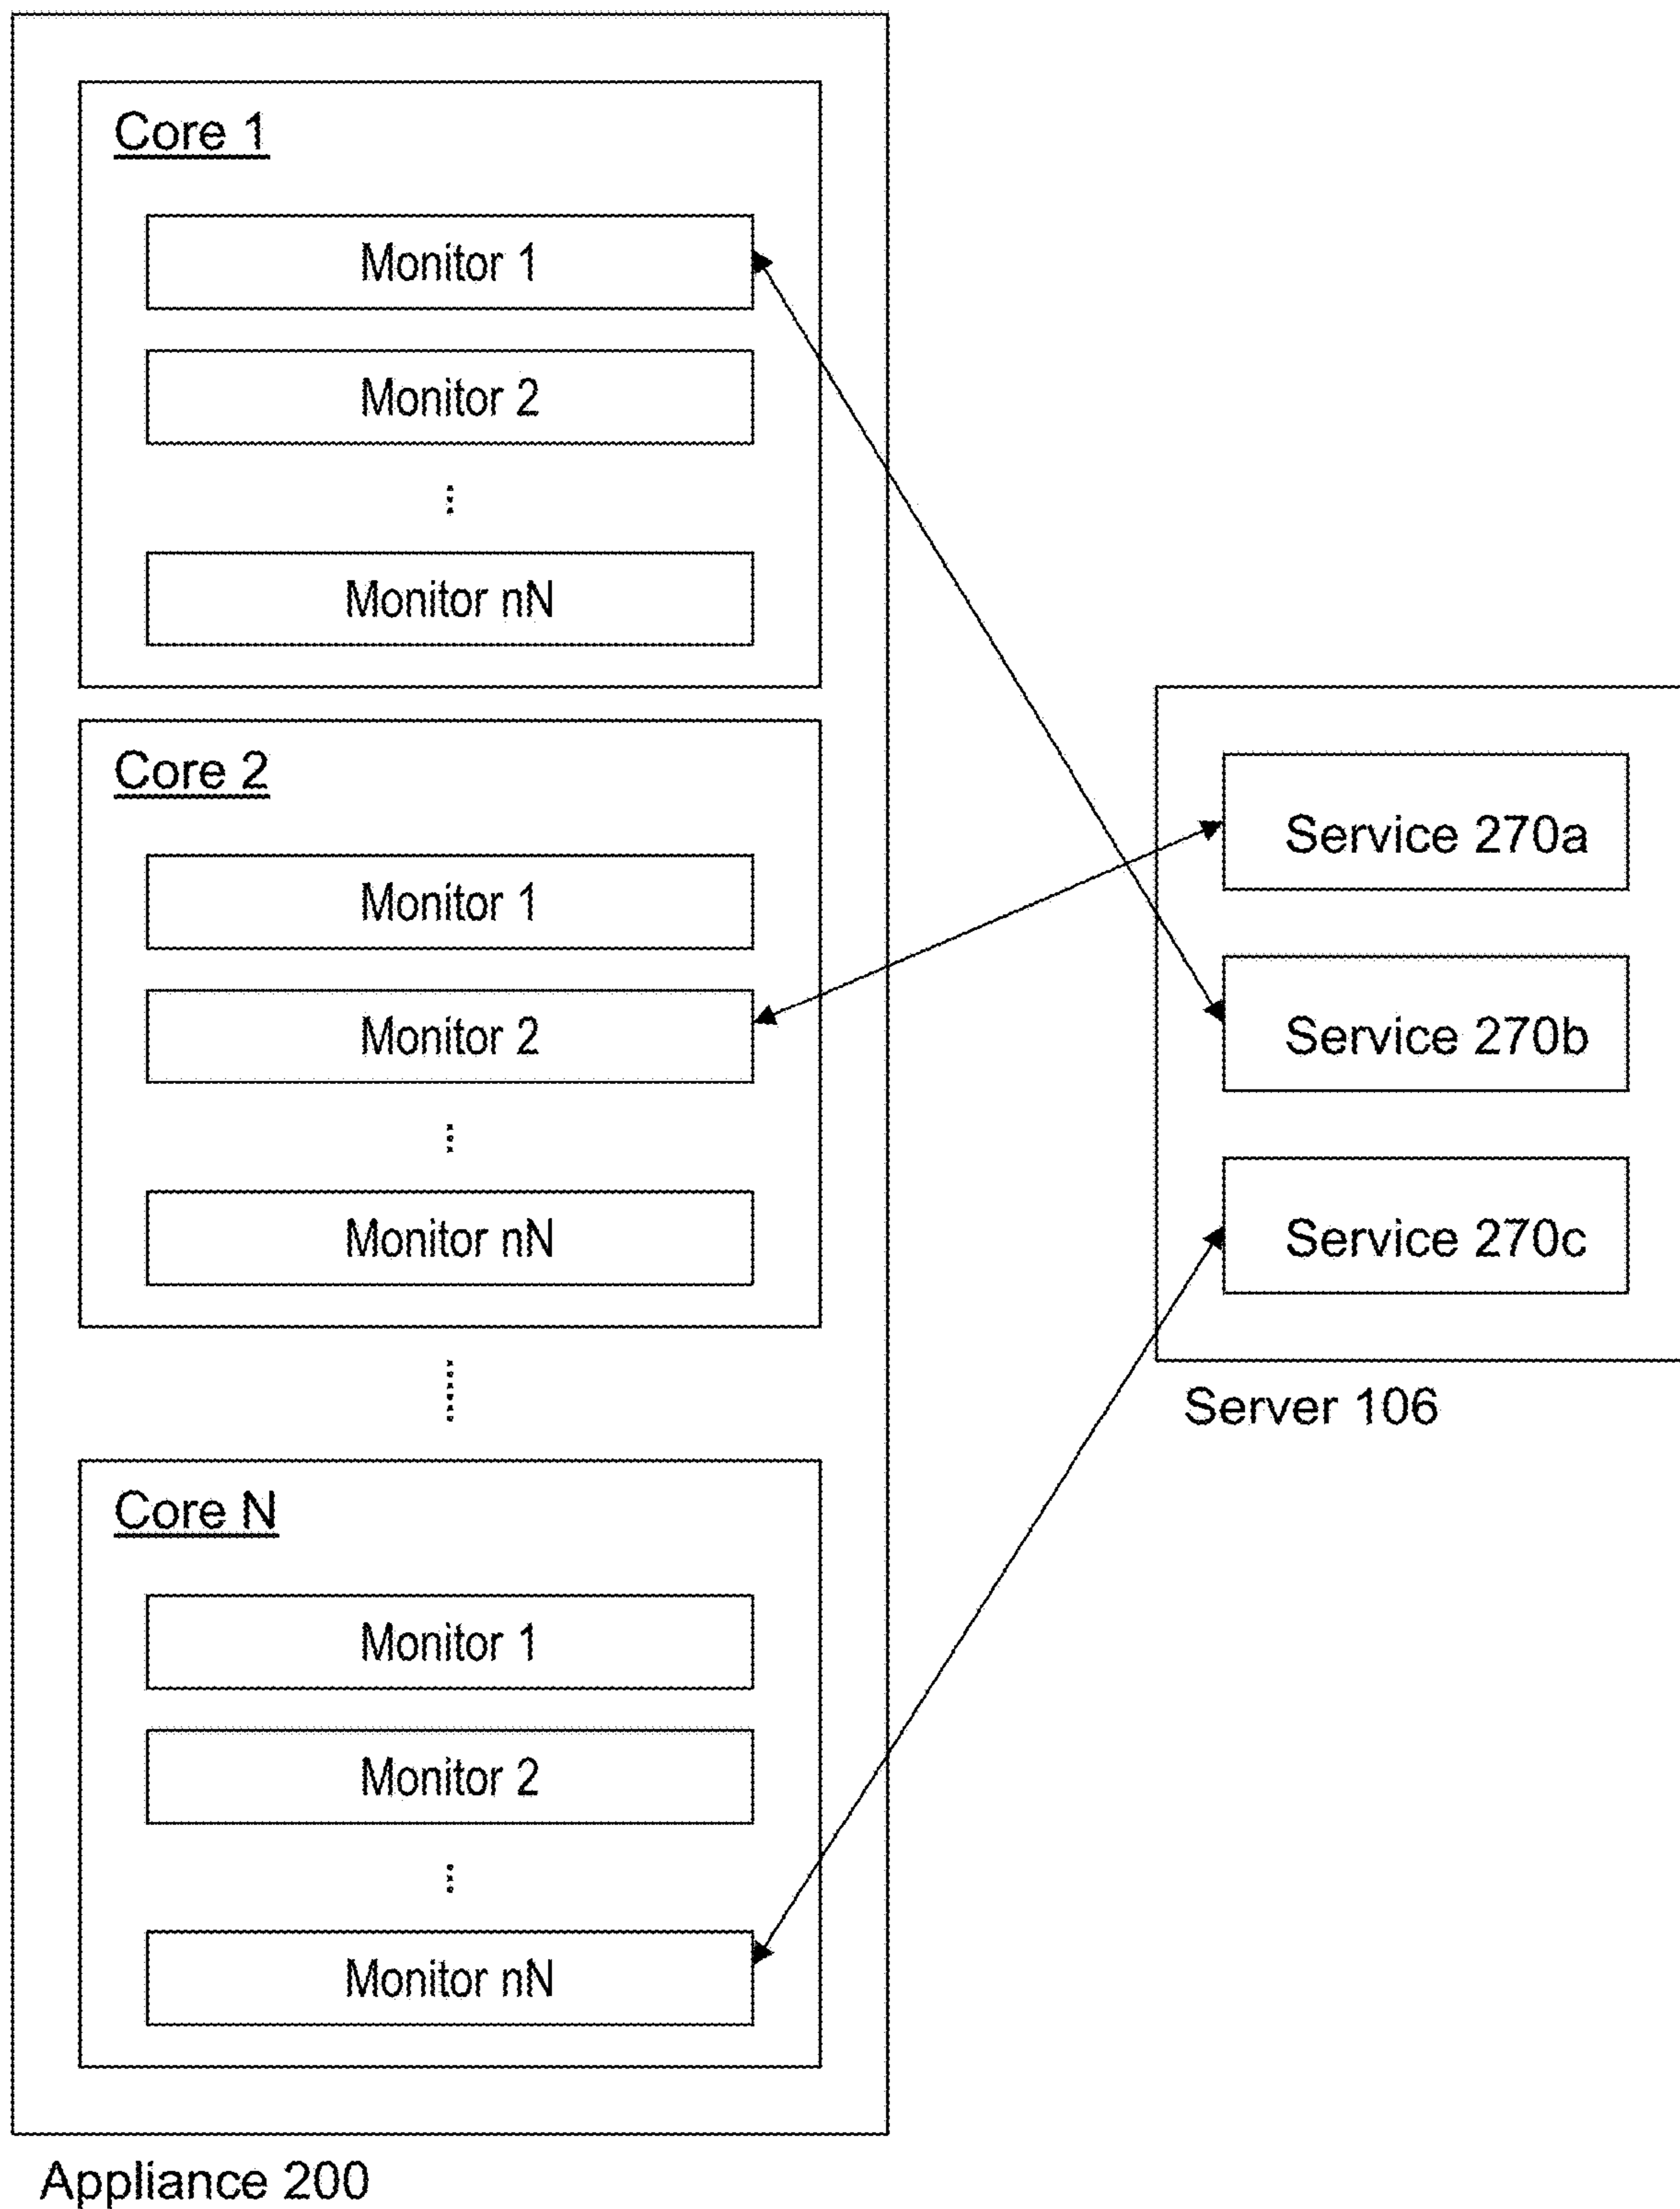 Core 1
Monitor 1
Monitor 2
Monitor nN
Core 2
Monitor 1
Monitor 2
Monitor nN
Core N
Monitor 1
Monitor 2
Monitor nN
Appliance 200
Service 270a
Service 270b
Service 270c
Server 106